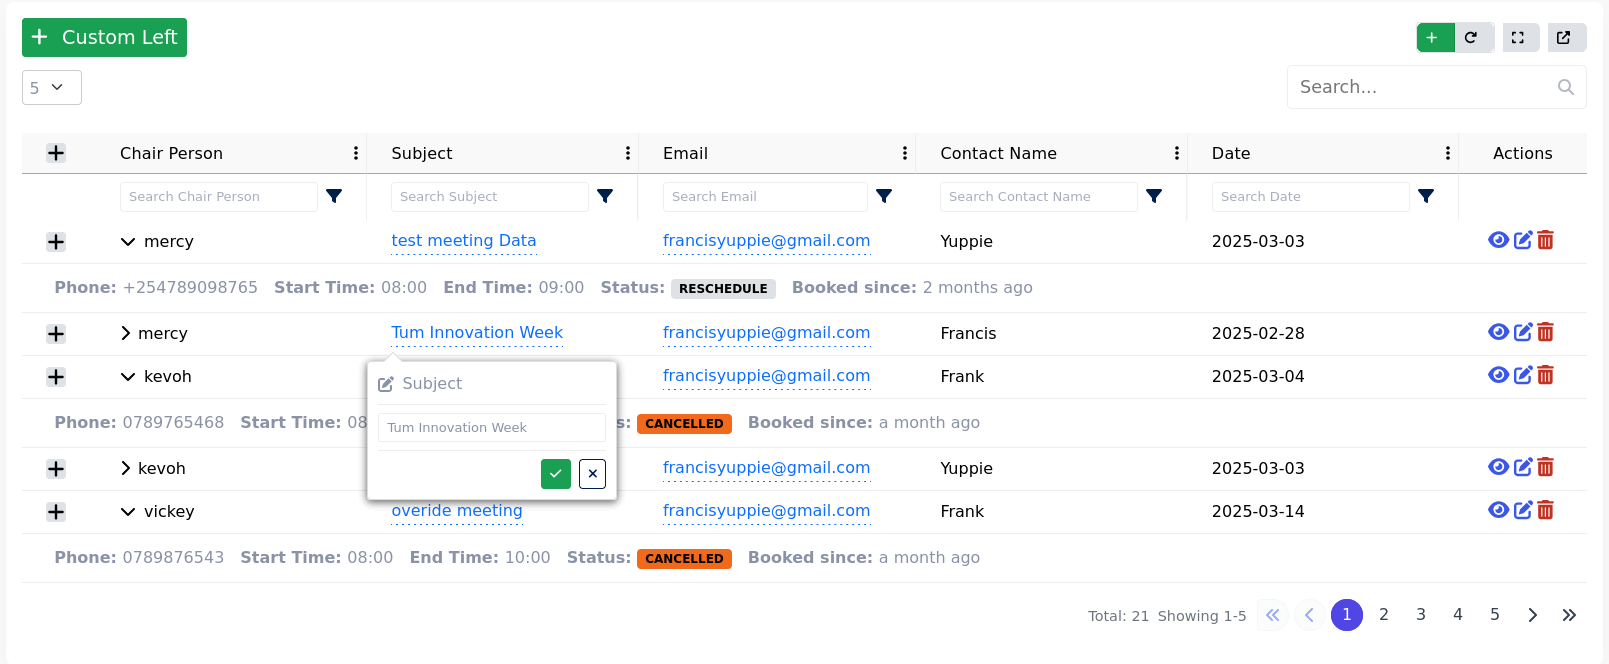 Custom Left
5
Search...
Chair Person Subject Email Contact Name Date Actions
Search Chair Person Search Subject Search Email Search Contact Name Search Date
mercy test meeting Data francisyuppie@gmail.com Yuppie 2025-03-03
Phone: +254789098765 Start Time: 08:00 End Time: 09:00 Status: RESCHEDULE Booked since: 2 months ago
mercy Tum Innovation Week francisyuppie@gmail.com Francis 2025-02-28
kevoh francisyuppie@gmail.com Frank 2025-03-04
Subject
Phone: 0789765468 Start Time: 08 s: CANCELLED Booked since: a month ago
Tum Innovation Week
kevoh francisyuppie@gmail.com Yuppie 2025-03-03
vickey overide meeting francisyuppie@gmail.com Frank 2025-03-14
Phone: 0789876543 Start Time: 08:00 End Time: 10:00 Status: CANCELLED Booked since: a month ago
Total: 21 Showing 1-5 1 2 3 4 5